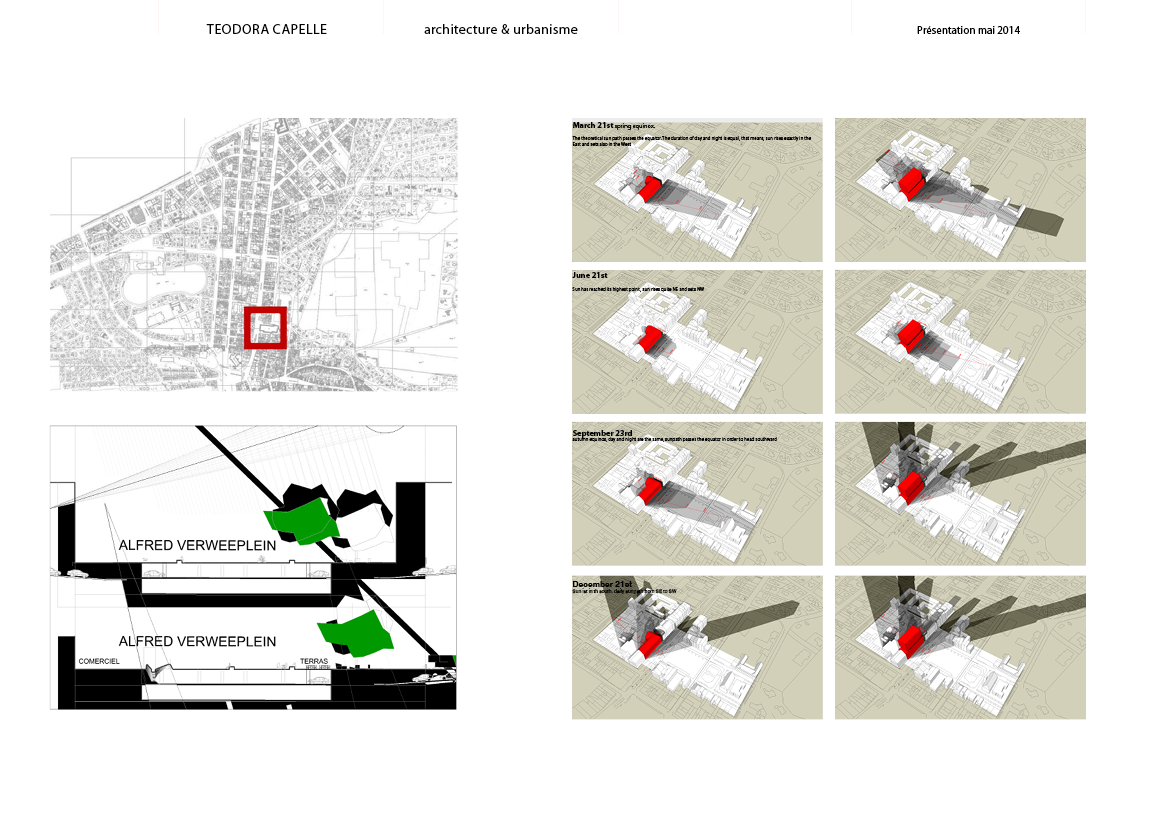 TEODORA CAPELLE
architecture & urbanisme
Présentation mai 2014
March 21st spring equinox.
The theoretical sun path passes the equator. The duration of day and night is equal, that means, sun rises exactly in the
East and sets also in the West
June 21st
Sun has reached its highest point, sun rises quite NE and sets NW
September 23rd
autumn equinox, day and night are the same, sunpath passes the equator in order to head southward
December 21st
Sun far in th south, daily sunpath from SE to SW
ALFRED VERWEEPLEIN
ALFRED VERWEEPLEIN
COMERCIEL
TERRAS